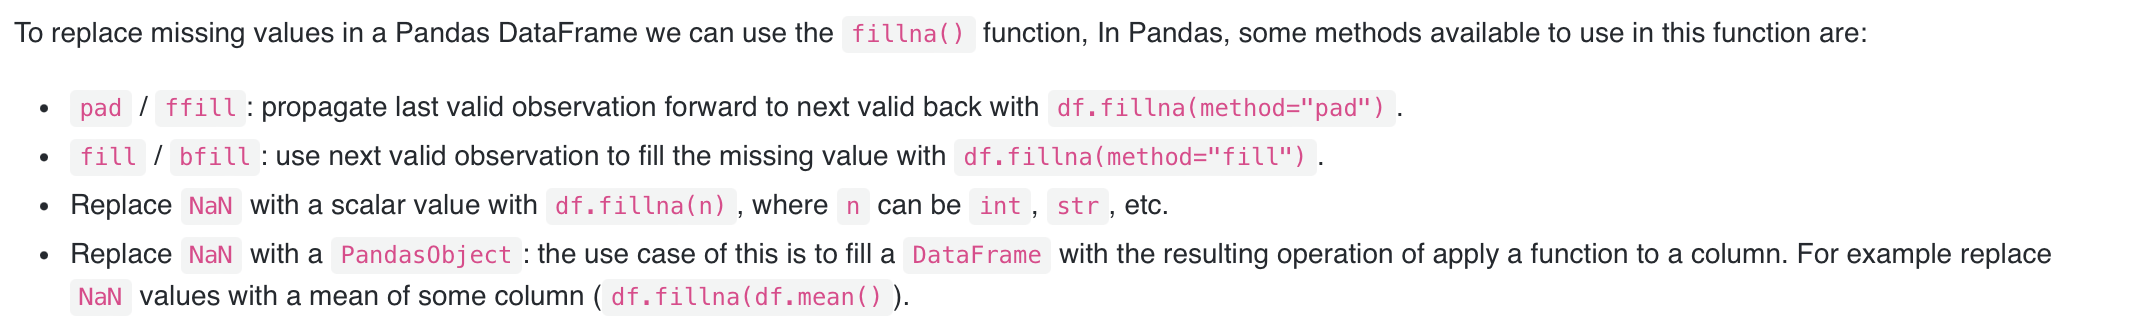 To replace missing values in a Pandas DataFrame we can use the fillna() function, In Pandas, some methods available to use in this function are:
• pad / ffill: propagate last valid observation forward to next valid back with df.fillna(method="pad").
• fill / bfill: use next valid observation to fill the missing value with df.fillna(method="fill").
• Replace NaN with a scalar value with df.fillna(n), where n can be int, str, etc.
• Replace NaN with a PandasObject: the use case of this is to fill a DataFrame with the resulting operation of apply a function to a column. For example replace
NaN values with a mean of some column (df.fillna(df.mean()).